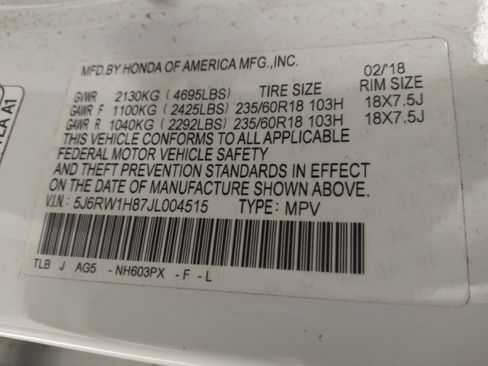 MFD.BY HONDA OF AMERICA MFG.,INC. 02/'18
GVWR 2130KG (4695LBS) TIRE SIZE RIM SIZE
GAWR F 1100KG (2425LBS) 235/60R18 103H 18X7.5J
GAWR R 1040KG (2292LBS) 235/60R18 103H 18X7.5J
THIS VEHICLE CONFORMS TO ALL APPLICABLE
FEDERAL MOTOR VEHICLE SAFETY
AND THEFT PREVENTION STANDARDS IN EFFECT
ON THE DATE OF MANUFACTURE SHOWN ABOVE.
V.I.N.: 5J6RW1H87JL004515 TYPE: MPV
TLB J AG5 - NH603PX - F - L